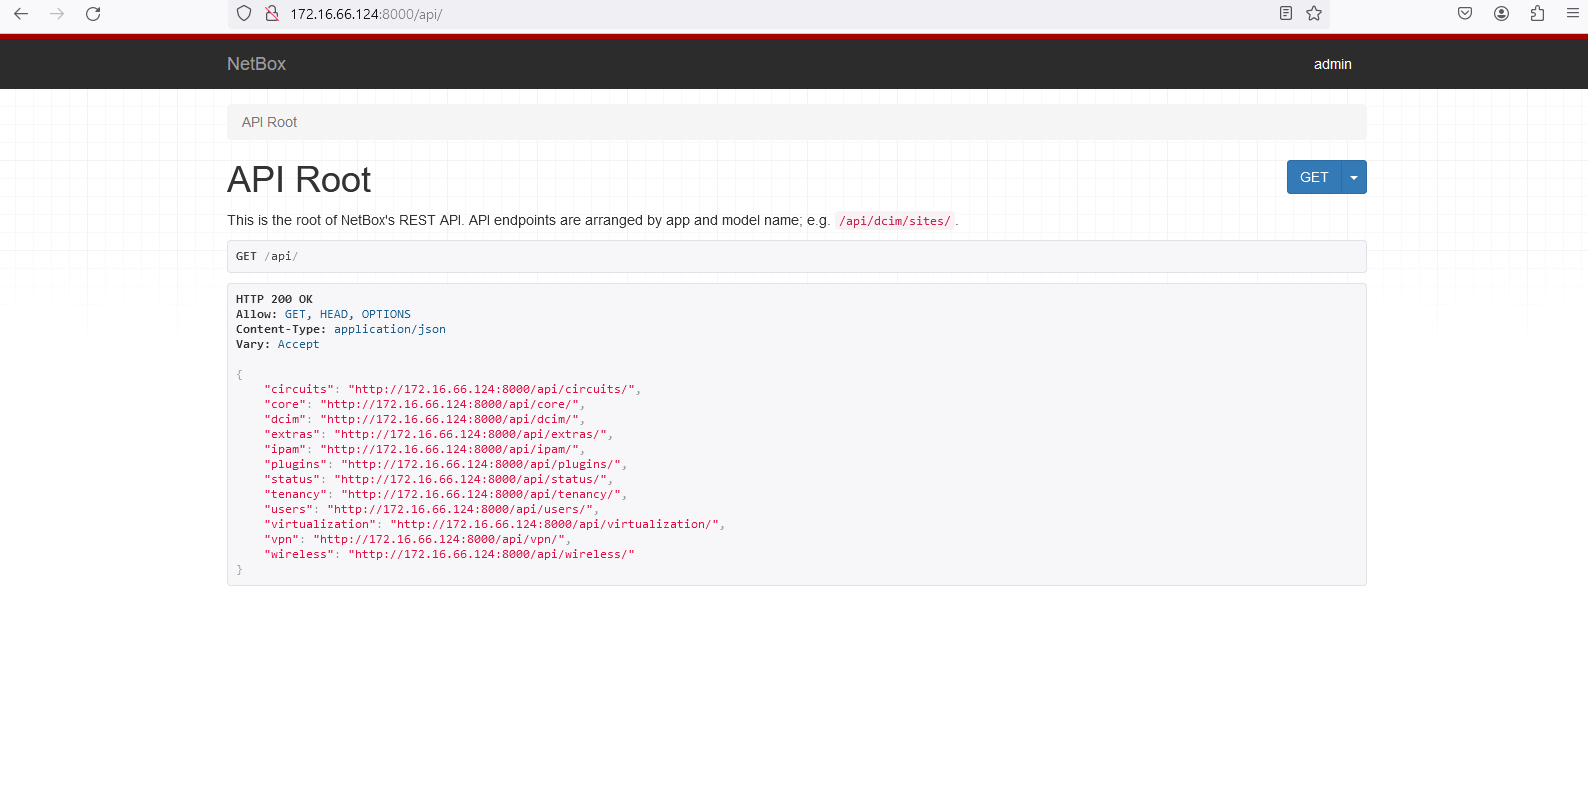 172.16.66.124:8000/api/
NetBox
admin
API Root
API Root
GET
This is the root of NetBox's REST API. API endpoints are arranged by app and model name; e.g. /api/dcim/sites/.
GET /api/
HTTP 200 OK
Allow: GET, HEAD, OPTIONS
Content-Type: application/json
Vary: Accept
{
    "circuits": "http://172.16.66.124:8000/api/circuits/",
    "core": "http://172.16.66.124:8000/api/core/",
    "dcim": "http://172.16.66.124:8000/api/dcim/",
    "extras": "http://172.16.66.124:8000/api/extras/",
    "ipam": "http://172.16.66.124:8000/api/ipam/",
    "plugins": "http://172.16.66.124:8000/api/plugins/",
    "status": "http://172.16.66.124:8000/api/status/",
    "tenancy": "http://172.16.66.124:8000/api/tenancy/",
    "users": "http://172.16.66.124:8000/api/users/",
    "virtualization": "http://172.16.66.124:8000/api/virtualization/",
    "vpn": "http://172.16.66.124:8000/api/vpn/",
    "wireless": "http://172.16.66.124:8000/api/wireless/"
}